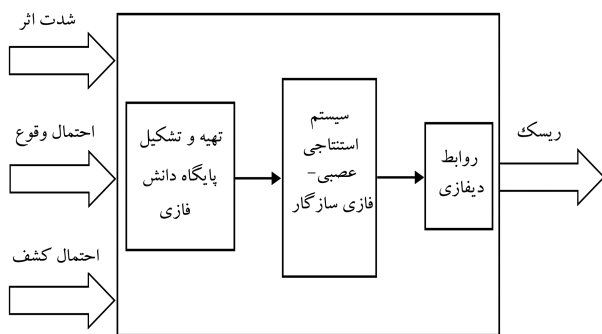 شدت اثر
احتمال وقوع
احتمال کشف
تهیه و تشکیل
پایگاه دانش
فازی
سیستم
استنتاجی
عصبی-
فازی سازگار
روابط
دیفازی
ریسک